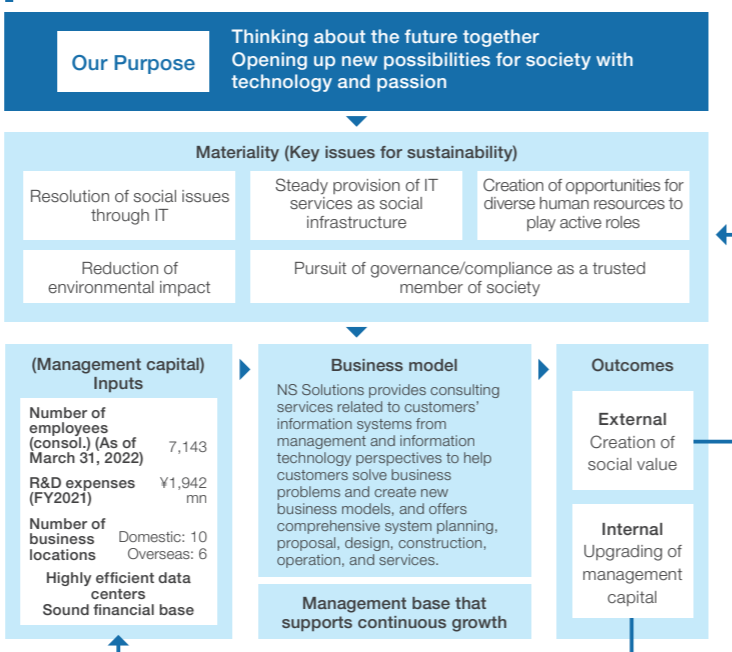 Our Purpose
Thinking about the future together
Opening up new possibilities for society with
technology and passion
Materiality (Key issues for sustainability)
Resolution of social issues
through IT
Steady provision of IT
services as social
infrastructure
Creation of opportunities for
diverse human resources to
play active roles
Reduction of
environmental impact
Pursuit of governance/compliance as a trusted
member of society
(Management capital)
Inputs
Number of
employees
(consol.) (As of
March 31, 2022)
7,143
R&D expenses
(FY2021)
¥1,942
mn
Number of
business
locations
Domestic: 10
Overseas: 6
Highly efficient data
centers
Sound financial base
Business model
NS Solutions provides consulting
services related to customers’
information systems from
management and information
technology perspectives to help
customers solve business
problems and create new
business models, and offers
comprehensive system planning,
proposal, design, construction,
operation, and services.
Management base that
supports continuous growth
Outcomes
External
Creation of
social value
Internal
Upgrading of
management
capital